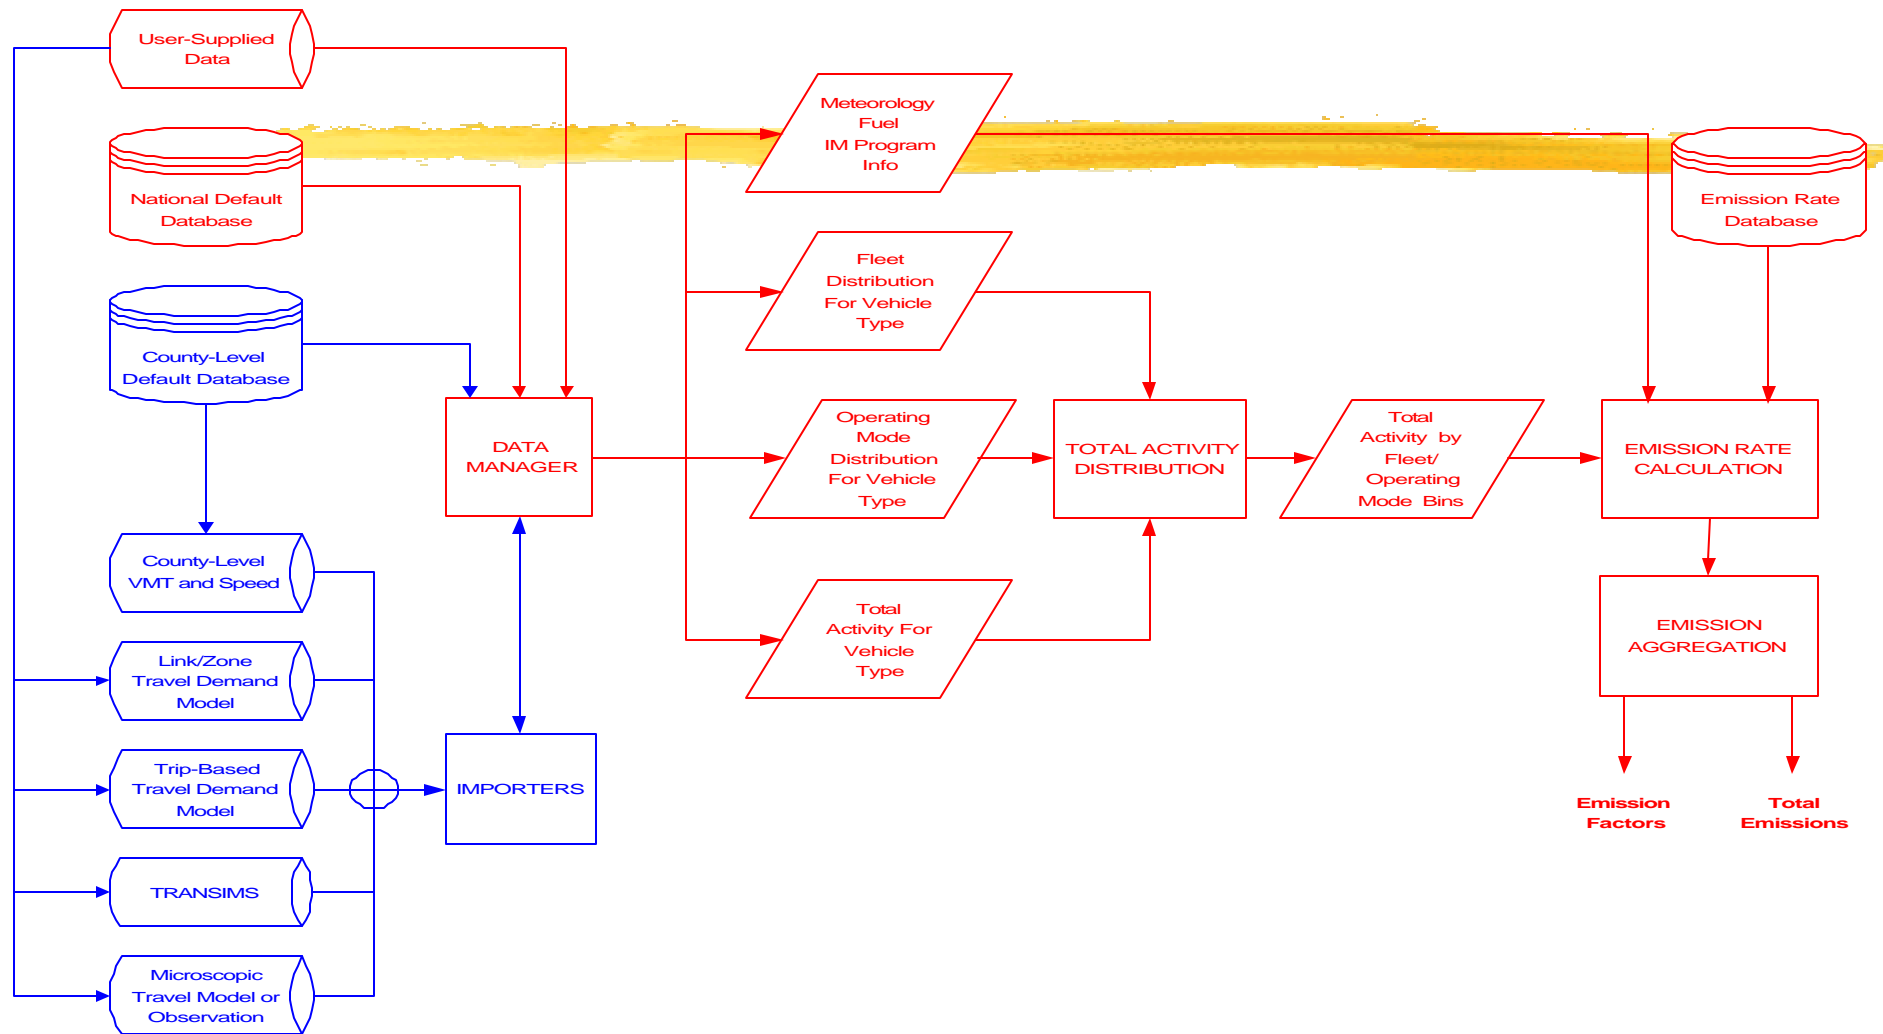 User-Supplied
Data
National Default
Database
County-Level
Default Database
County-Level
VMT and Speed
Link/Zone
Travel Demand
Model
Trip-Based
Travel Demand
Model
TRANSIMS
Microscopic
Travel Model or
Observation
DATA
MANAGER
IMPORTERS
Meteorology
Fuel
IM Program
Info
Fleet
Distribution
For Vehicle
Type
Operating
Mode
Distribution
For Vehicle
Type
Total
Activity For
Vehicle
Type
TOTAL ACTIVITY
DISTRIBUTION
Total
Activity by
Fleet/
Operating
Mode Bins
Emission Rate
Database
EMISSION RATE
CALCULATION
EMISSION
AGGREGATION
Emission
Factors
Total
Emissions